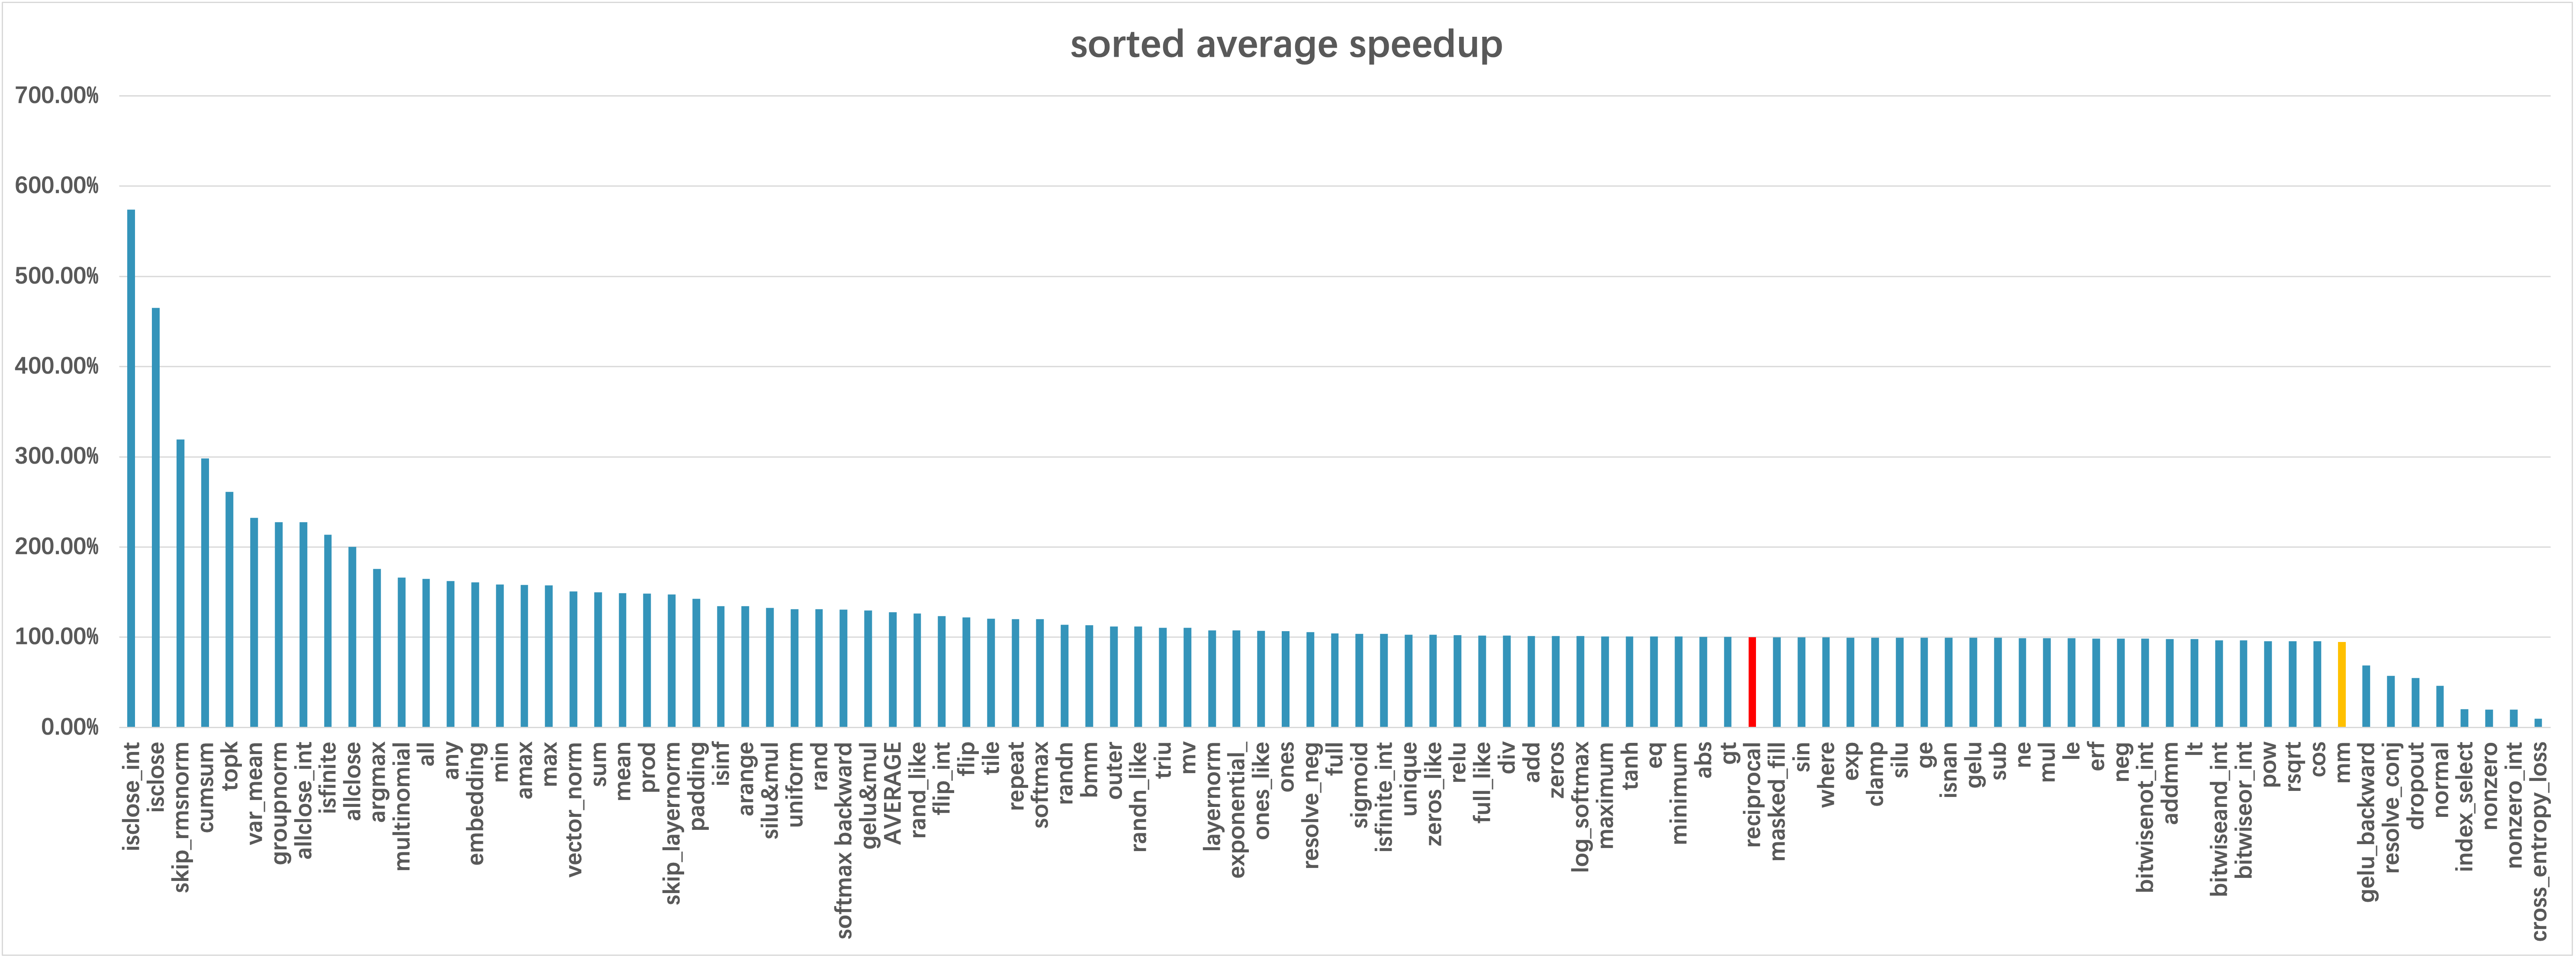 sorted average speedup
700.00%
600.00%
500.00%
400.00%
300.00%
200.00%
100.00%
0.00%
isclose_int
isclose
skip_rmsnorm
cumsum
topk
var_mean
groupnorm
allclose_int
isfinite
allclose
argmax
multinomial
all
any
embedding
min
amax
max
vector_norm
sum
mean
prod
skip_layernorm
padding
isinf
arange
silu&mul
uniform
rand
softmax backward
gelu&mul
AVERAGE
rand_like
flip_int
flip
tile
repeat
softmax
randn
bmm
outer
randn_like
triu
mv
layernorm
exponential_
ones_like
ones
resolve_neg
full
sigmoid
isfinite_int
unique
zeros_like
relu
full_like
div
add
zeros
log_softmax
maximum
tanh
eq
minimum
abs
gt
reciprocal
masked_fill
sin
where
exp
clamp
silu
ge
isnan
gelu
sub
ne
mul
le
erf
neg
bitwisenot_int
addmm
lt
bitwiseand_int
bitwiseor_int
pow
rsqrt
cos
mm
gelu_backward
resolve_conj
dropout
normal
index_select
nonzero
nonzero_int
cross_entropy_loss